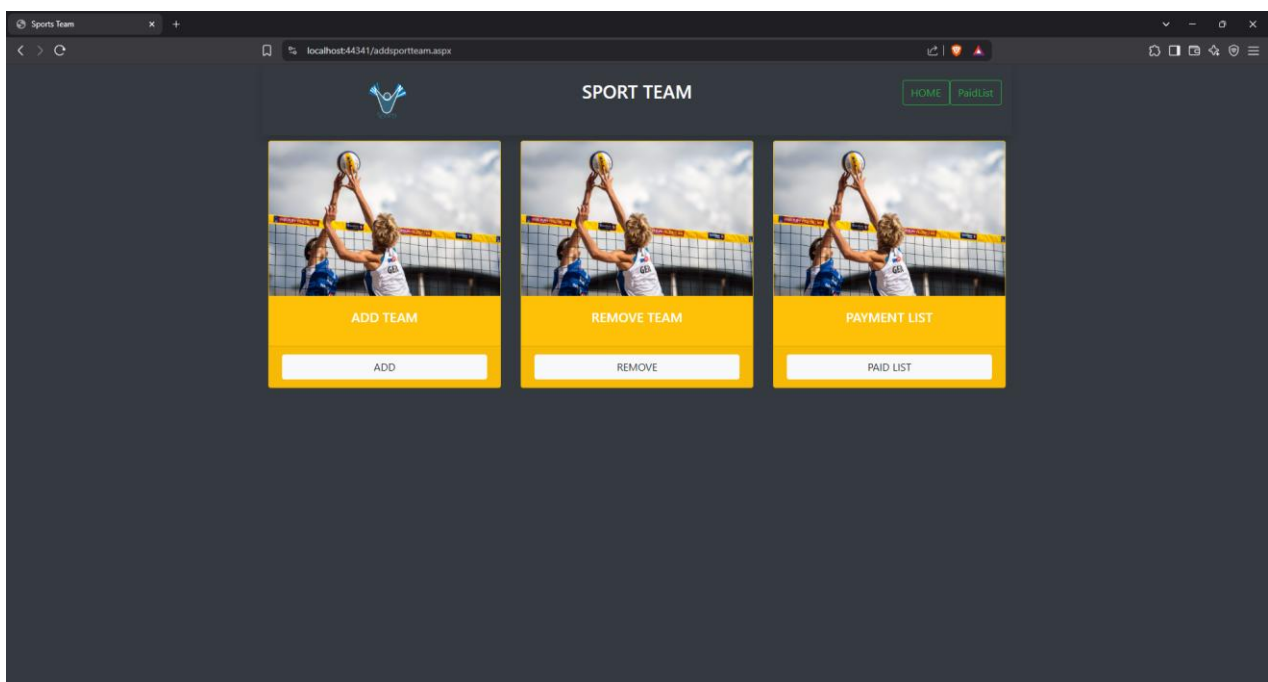 Sports Team
localhost:44341/addsportteam.aspx
SPORT TEAM
HOME PaidList
GER
ADD TEAM REMOVE TEAM PAYMENT LIST
ADD REMOVE PAID LIST